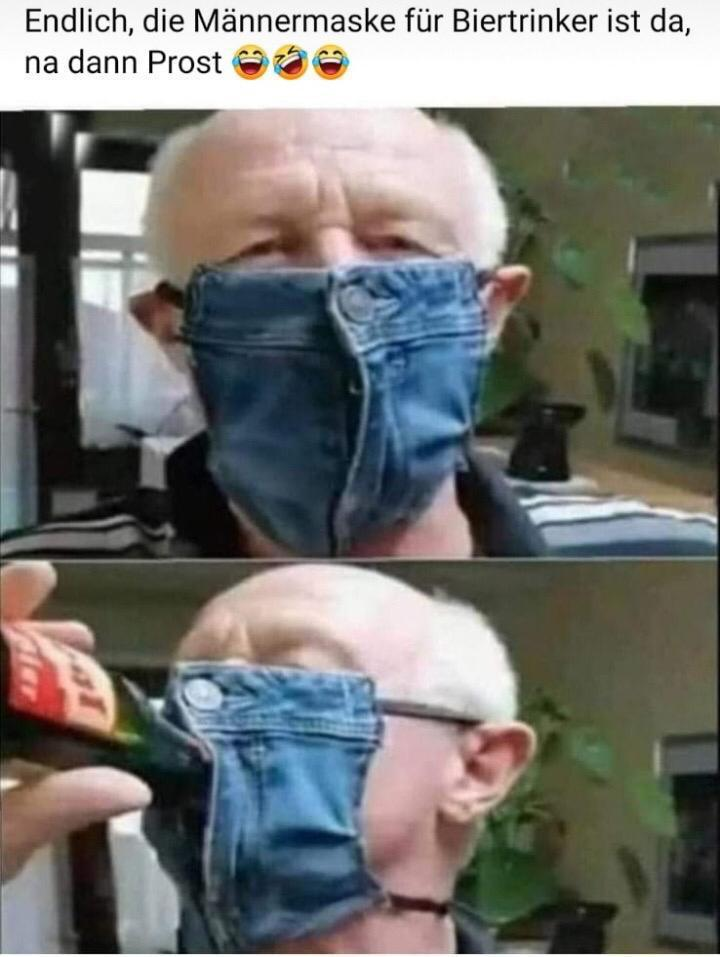 Endlich, die Männermaske für Biertrinker ist da,
na dann Prost 😂🤣😂